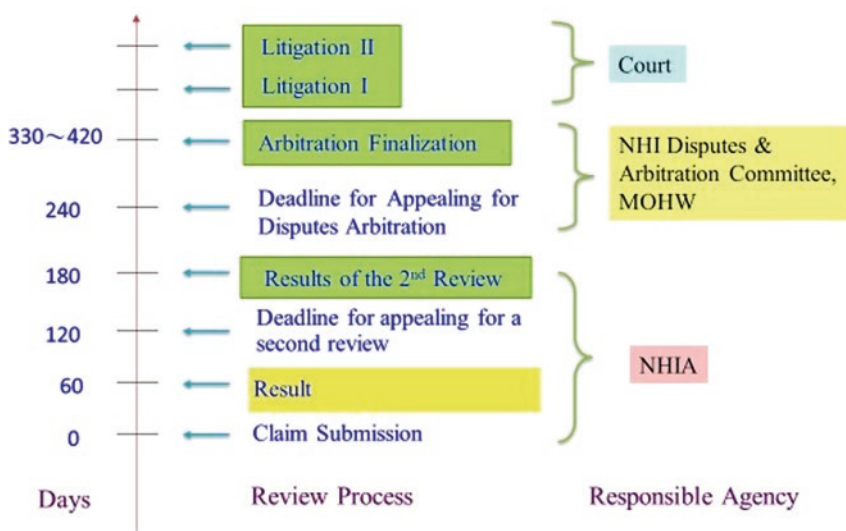 Litigation II
Litigation I
Court
330～420
Arbitration Finalization
NHI Disputes &
Arbitration Committee,
MOHW
240
Deadline for Appealing for
Disputes Arbitration
180
Results of the 2nd Review
120
Deadline for appealing for a
second review
NHIA
60
Result
0
Claim Submission
Days
Review Process
Responsible Agency